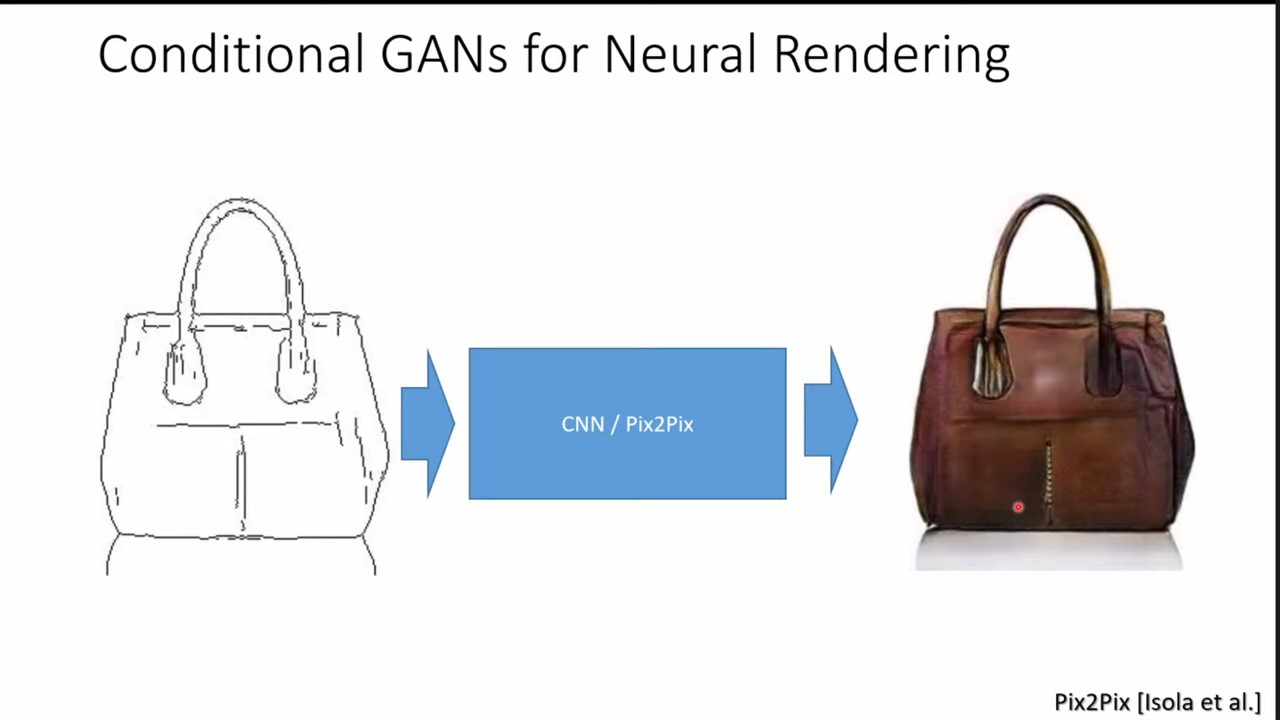 Conditional GANs for Neural Rendering
CNN / Pix2Pix
Pix2Pix [Isola et al.]